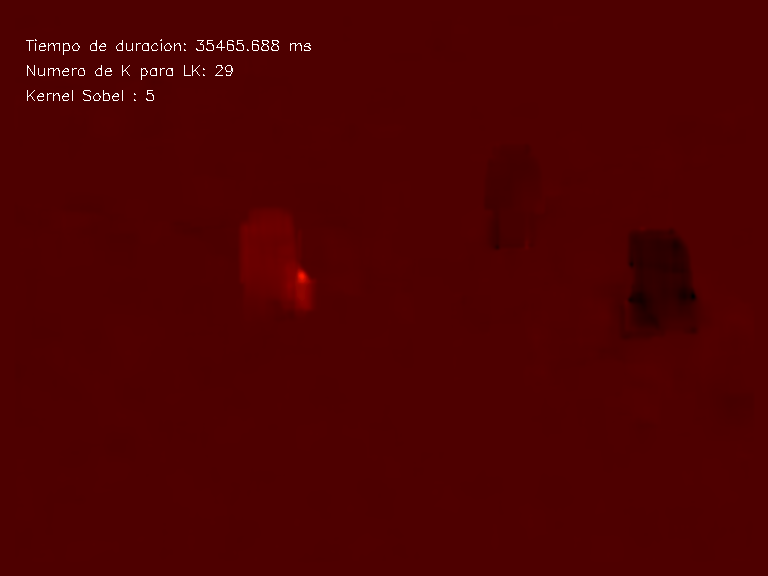 Tiempo de duracion: 35465.688 ms
Numero de K para LK: 29
Kernel Sobel : 5